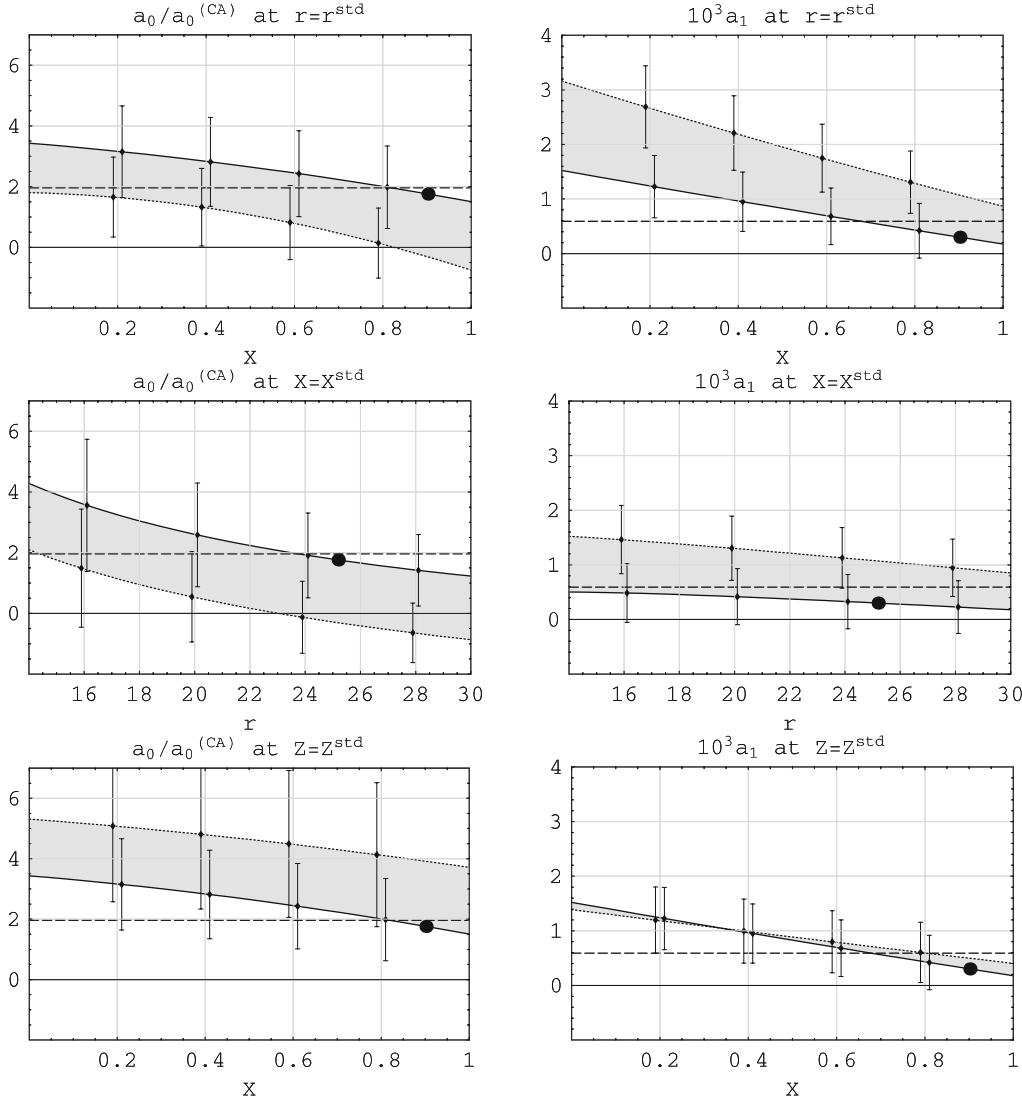 a₀/a₀⁽ᶜᴬ⁾ at r=rˢᵗᵈ
6
4
2
0
0.2 0.4 0.6 0.8 1
X
10³a₁ at r=rˢᵗᵈ
4
3
2
1
0
0.2 0.4 0.6 0.8 1
X
a₀/a₀⁽ᶜᴬ⁾ at X=Xˢᵗᵈ
6
4
2
0
16 18 20 22 24 26 28 30
r
10³a₁ at X=Xˢᵗᵈ
4
3
2
1
0
16 18 20 22 24 26 28 30
r
a₀/a₀⁽ᶜᴬ⁾ at Z=Zˢᵗᵈ
6
4
2
0
0.2 0.4 0.6 0.8 1
X
10³a₁ at Z=Zˢᵗᵈ
4
3
2
1
0
0.2 0.4 0.6 0.8 1
X